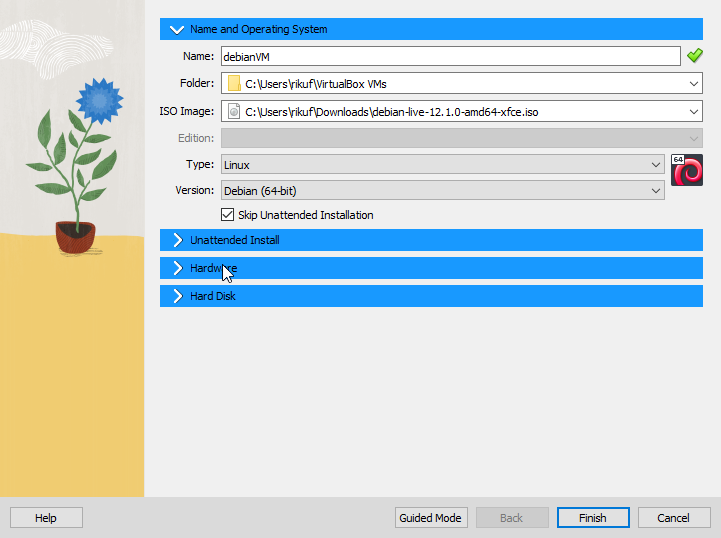 Name and Operating System
Name: debianVM
Folder: C:\Users\rikuf\VirtualBox VMs
ISO Image: C:\Users\rikuf\Downloads\debian-live-12.1.0-amd64-xfce.iso
Edition:
Type: Linux
64
Version: Debian (64-bit)
Skip Unattended Installation
Unattended Install
Hardware
Hard Disk
Help Guided Mode Back Finish Cancel